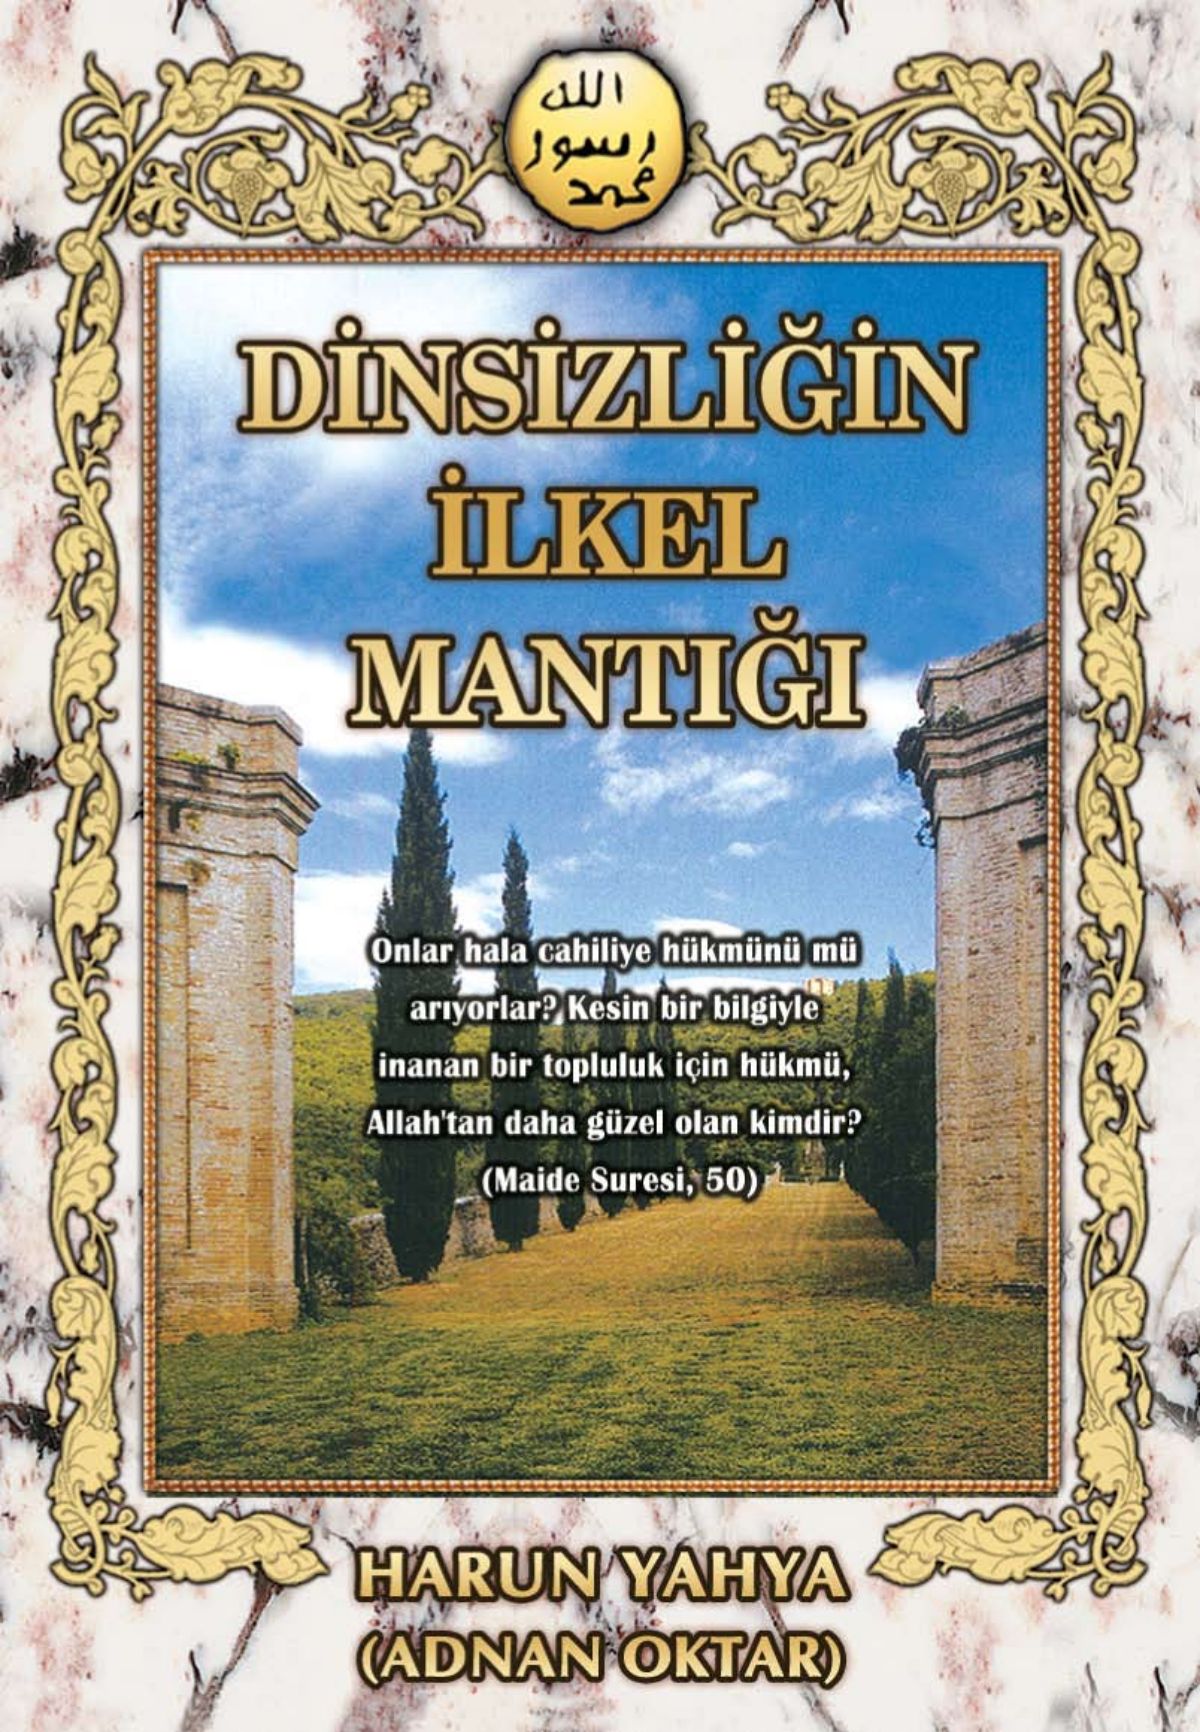 الله
رسول
محمد
DİNSİZLİĞİN
İLKEL
MANTIĞI
Onlar hala cahiliye hükmünü mü
arıyorlar? Kesin bir bilgiyle
inanan bir topluluk için hükmü,
Allah'tan daha güzel olan kimdir?
(Maide Suresi, 50)
HARUN YAHYA
(ADNAN OKTAR)